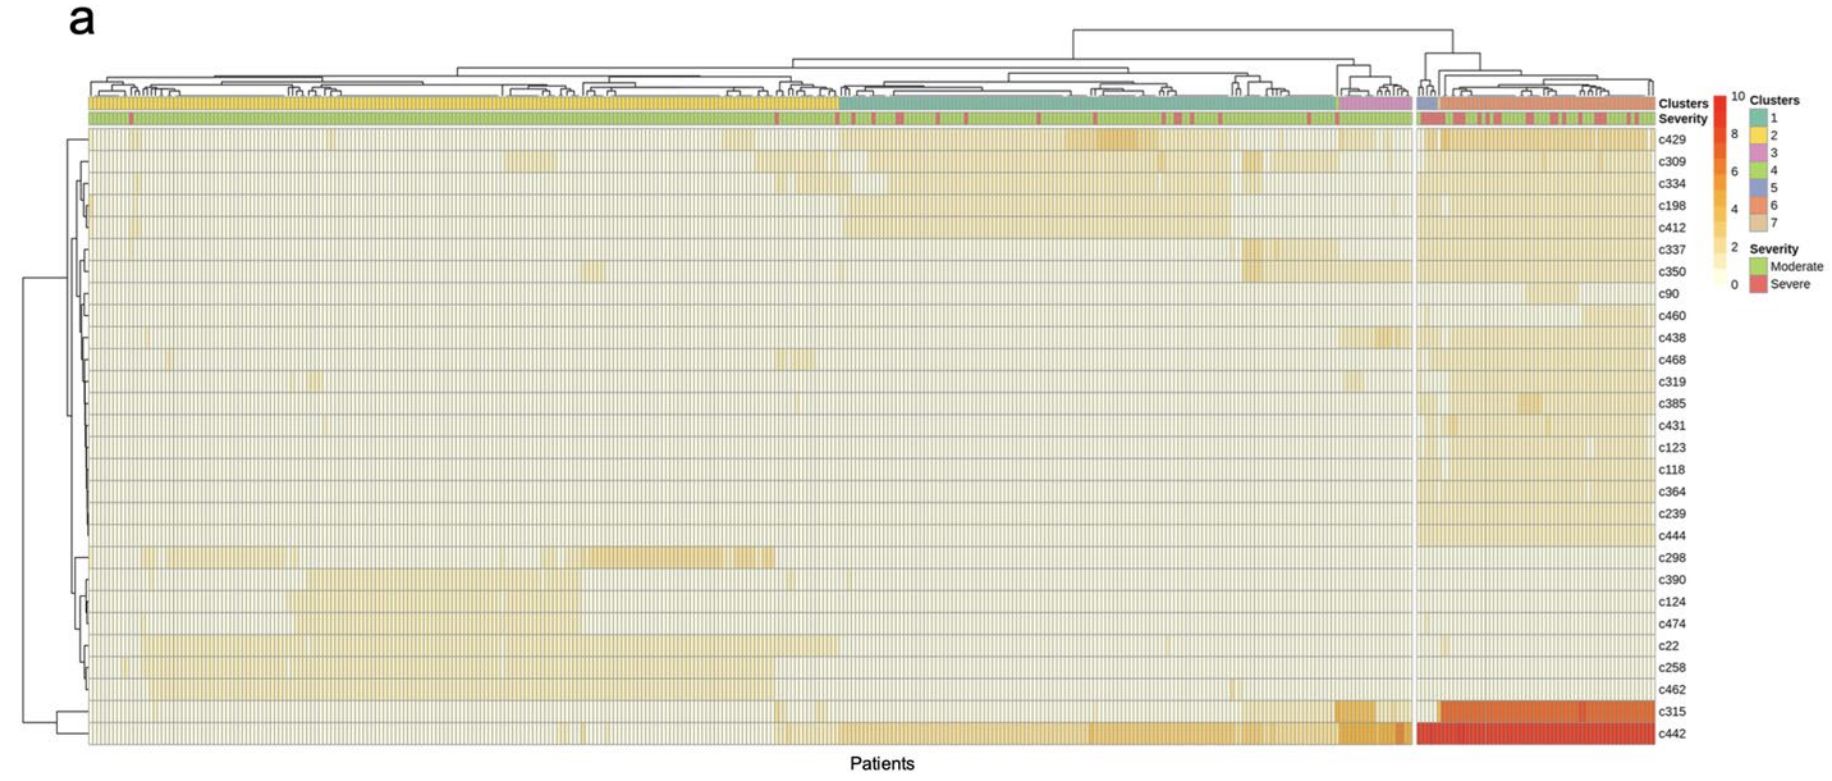 a
Clusters
Severity
c429
c309
c334
c198
c412
c337
c350
c90
c460
c438
c468
c319
c385
c431
c123
c118
c364
c239
c444
c298
c390
c124
c474
c22
c258
c462
c315
c442
Patients
10
8
6
4
2
0
Clusters
1
2
3
4
5
6
7
Severity
Moderate
Severe